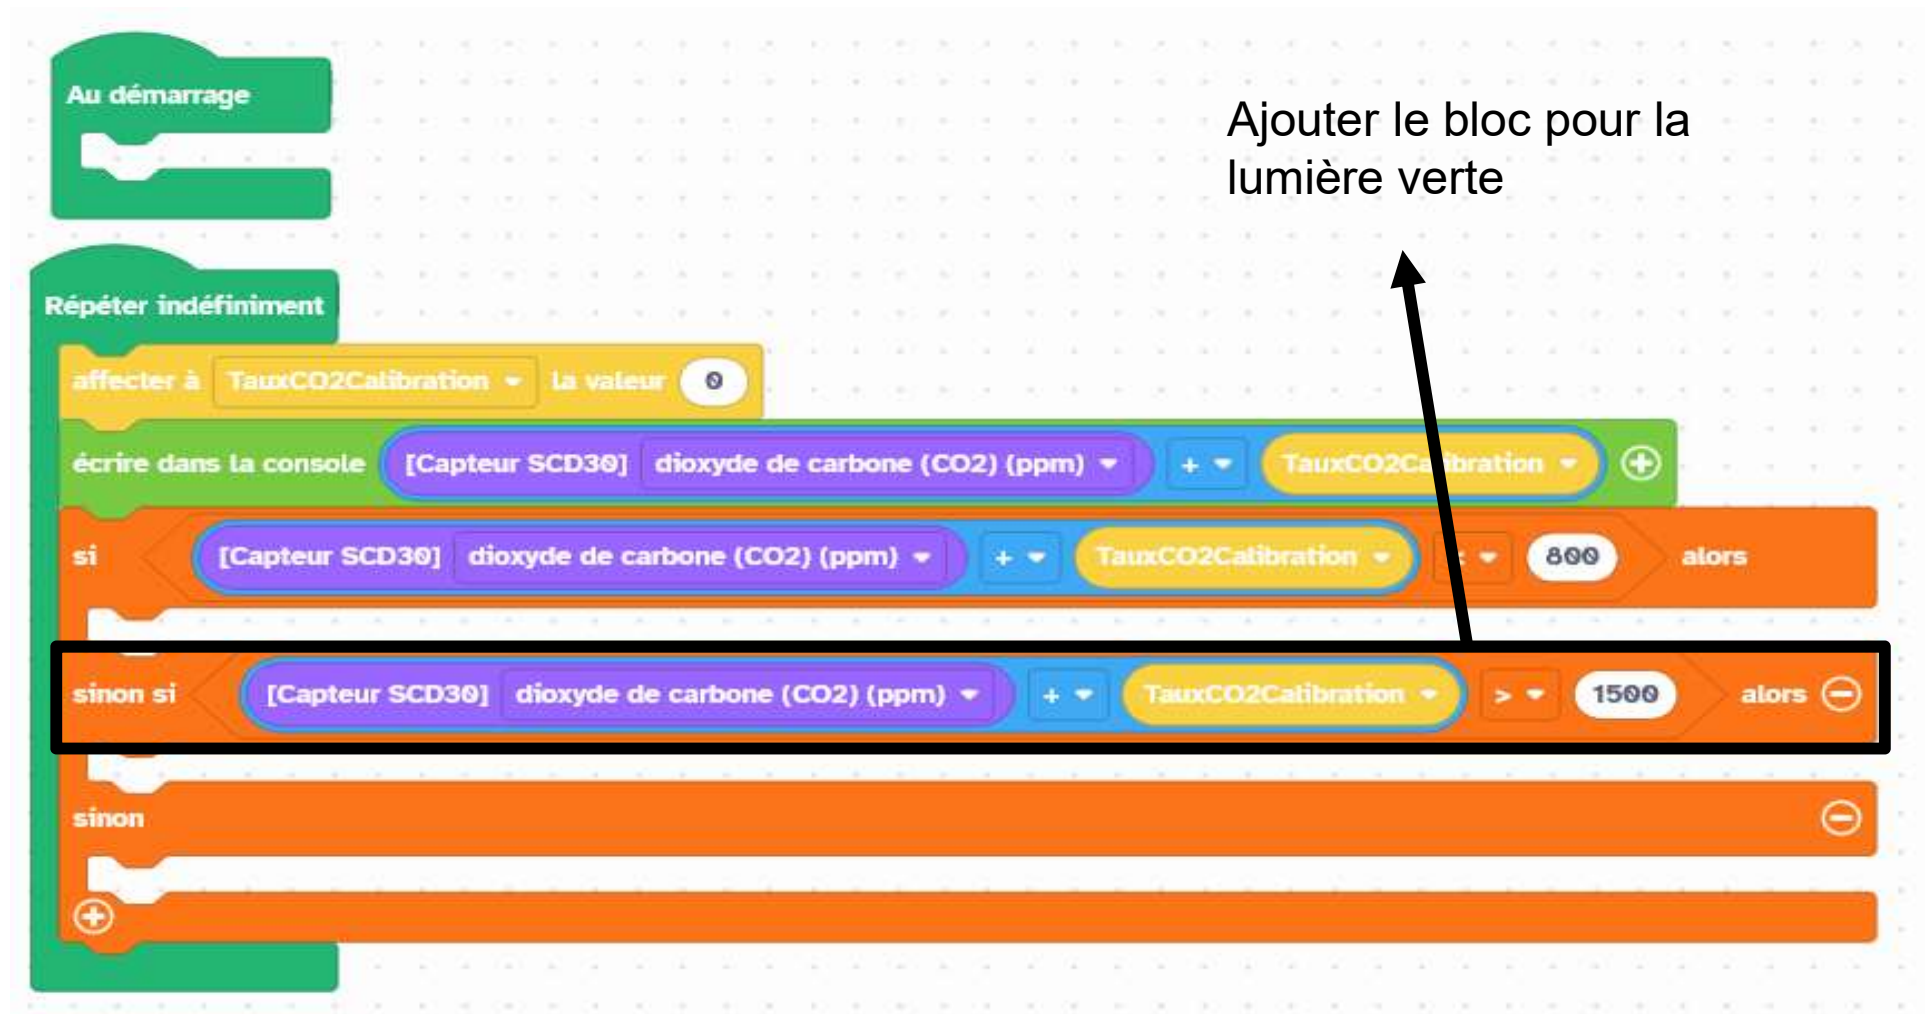 Au démarrage
Ajouter le bloc pour la
lumière verte
Répéter indéfiniment
affecter à TauxCO2Calibration la valeur 0
écrire dans la console [Capteur SCD30] dioxyde de carbone (CO2) (ppm) + TauxCO2Calibration
si [Capteur SCD30] dioxyde de carbone (CO2) (ppm) + TauxCO2Calibration 800 alors
sinon si [Capteur SCD30] dioxyde de carbone (CO2) (ppm) + TauxCO2Calibration > 1500 alors
sinon